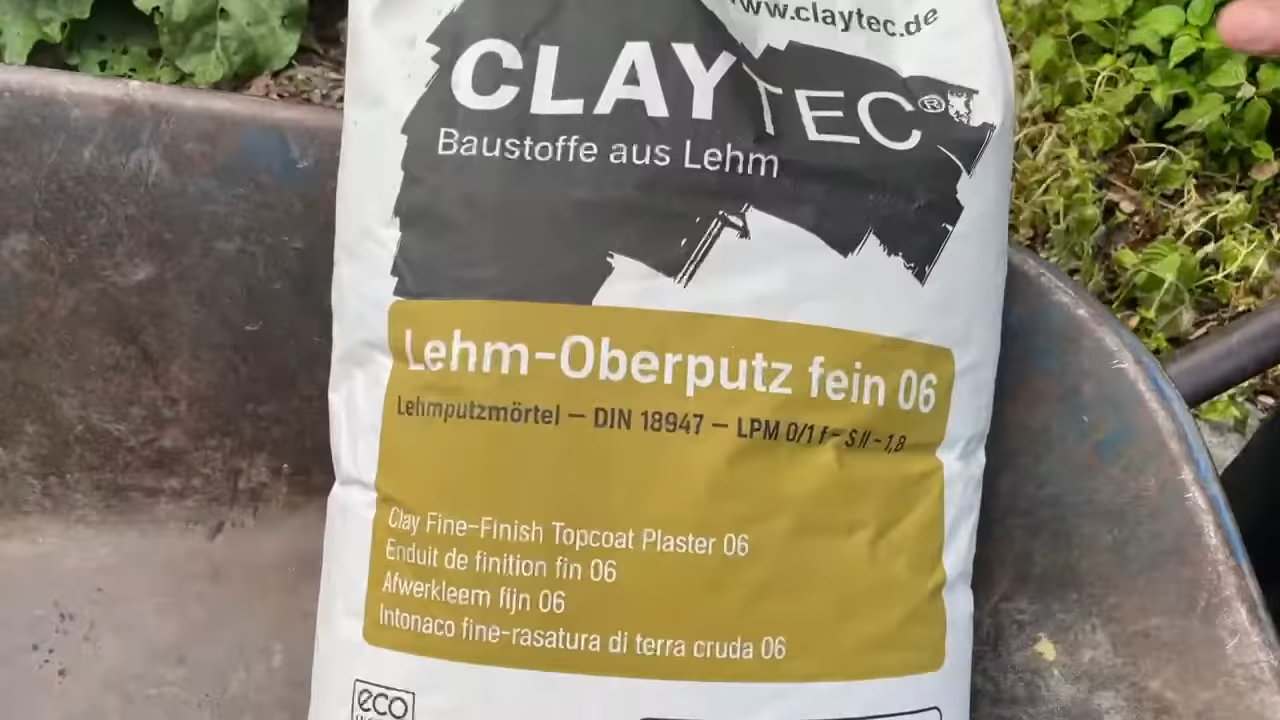 www.claytec.de
CLAYTEC®
Baustoffe aus Lehm
Lehm-Oberputz fein 06
Lehmputzmörtel – DIN 18947 – LPM 0/1 f - S II - 1,8
Clay Fine-Finish Topcoat Plaster 06
Enduit de finition fin 06
Afwerkleem fijn 06
Intonaco fine-rasatura di terra cruda 06
eco